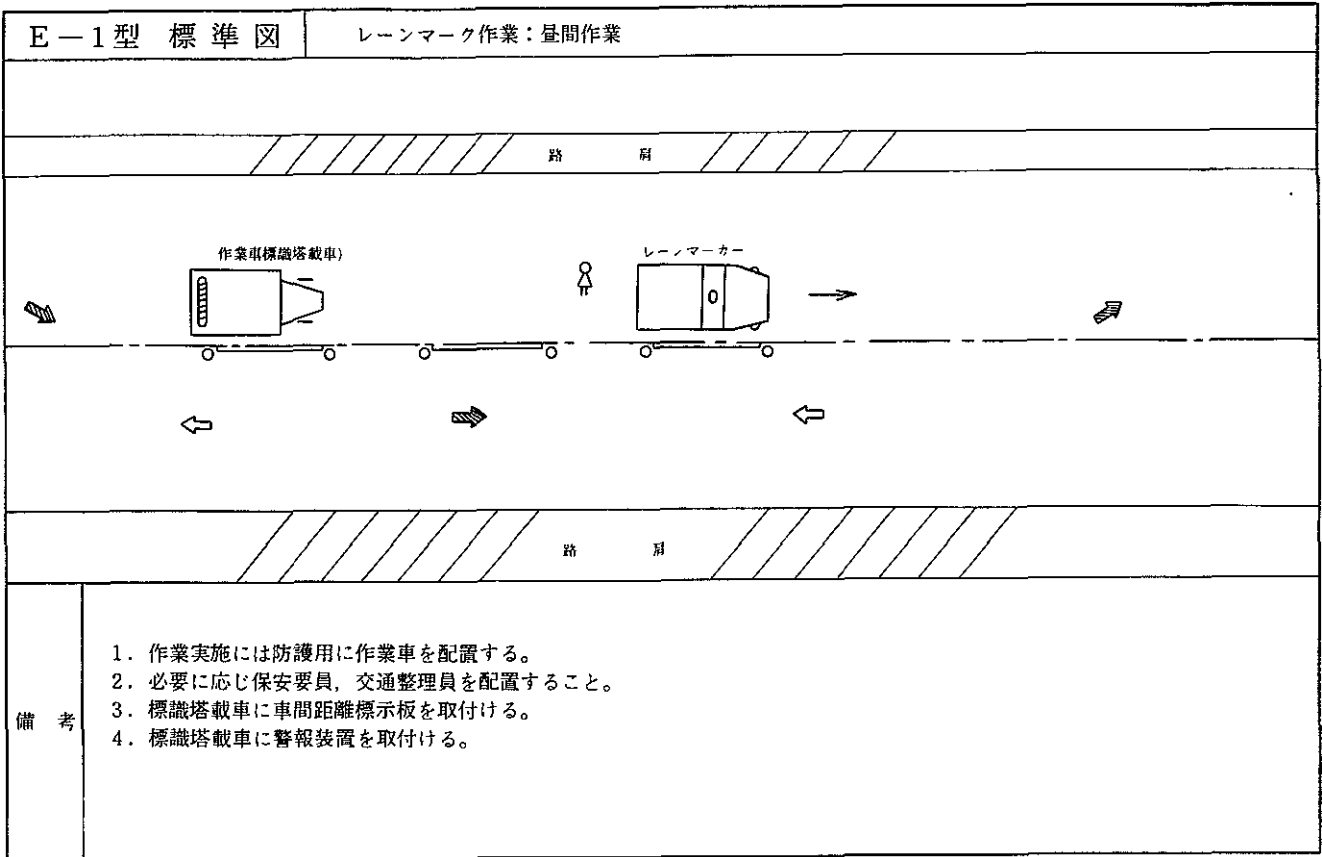 E－1型 標準図
レーンマーク作業：昼間作業
路 肩
作業車標識塔載車)
レーンマーカー
路 肩
備 考
1．作業実施には防護用に作業車を配置する。
2．必要に応じ保安要員，交通整理員を配置すること。
3．標識塔載車に車間距離標示板を取付ける。
4．標識塔載車に警報装置を取付ける。